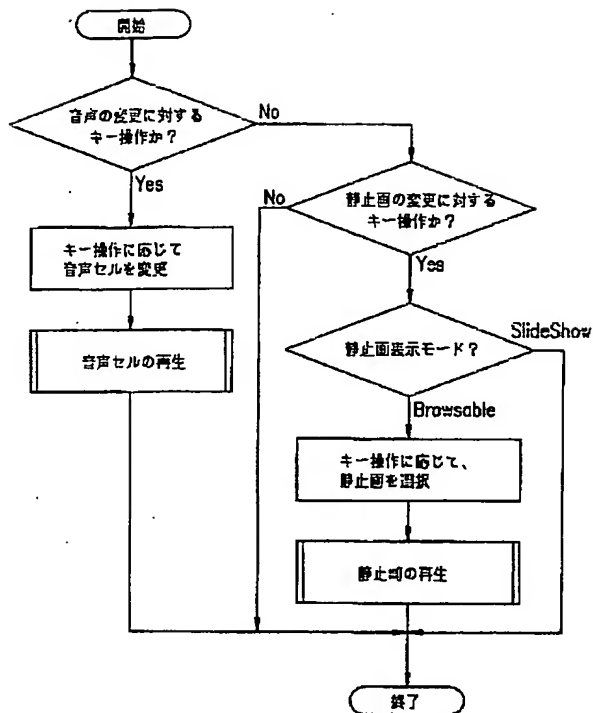 開始
音声の変更に対する
キー操作か？
No
Yes
キー操作に応じて
音声セルを変更
音声セルの再生
静止画の変更に対する
キー操作か？
No
Yes
静止画表示モード？
SlideShow
Browsable
キー操作に応じて、
静止画を選択
静止画の再生
終了